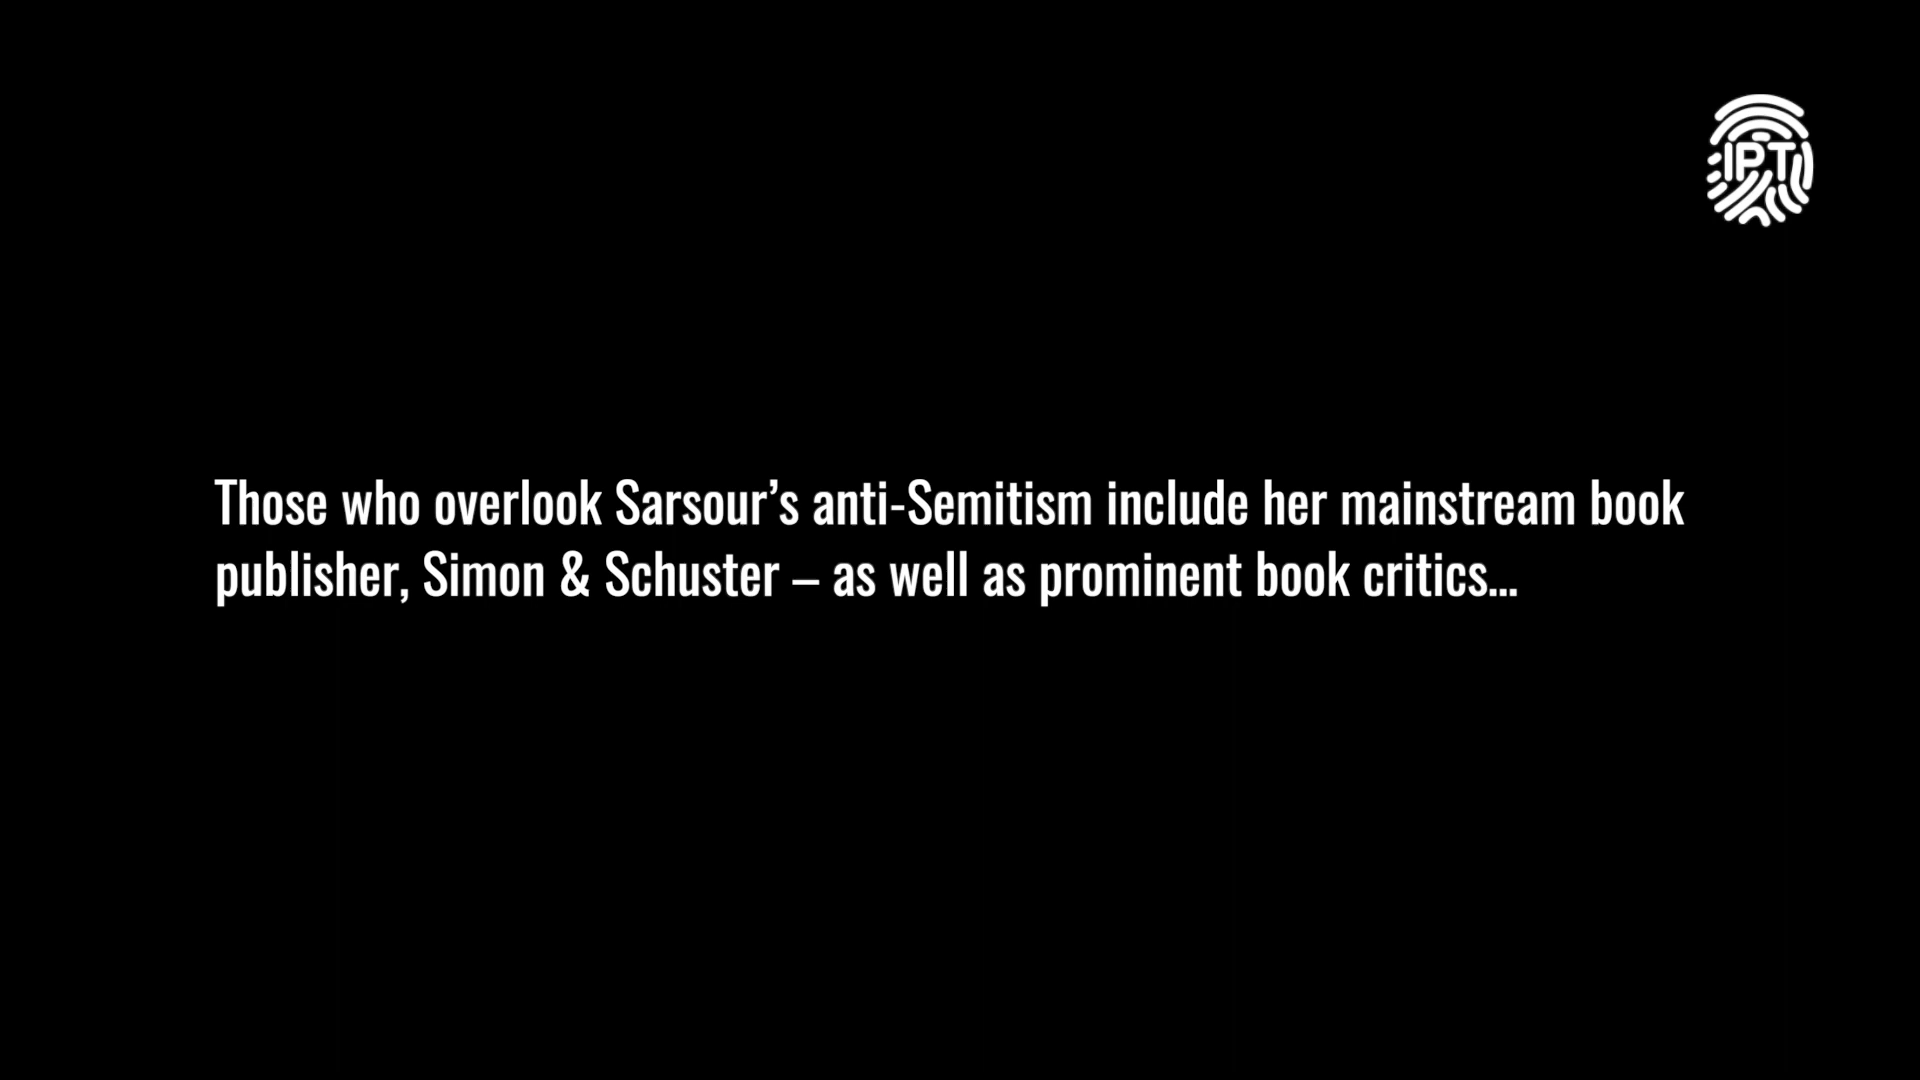 IPT
Those who overlook Sarsour’s anti-Semitism include her mainstream book
publisher, Simon & Schuster – as well as prominent book critics...